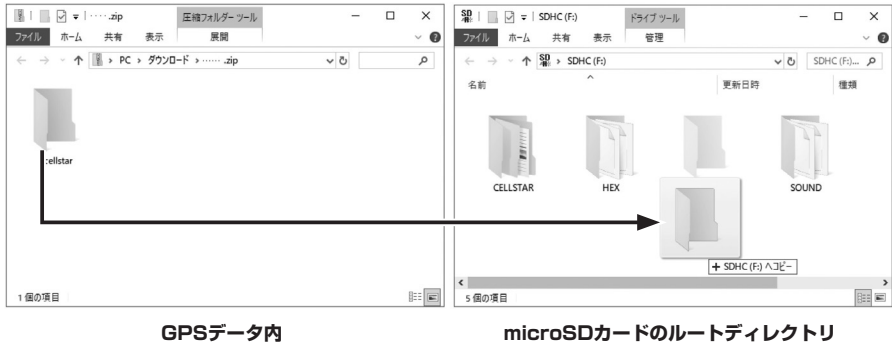 ·····.zip
圧縮フォルダー ツール
ファイル ホーム 共有 表示 展開
PC › ダウンロード › ······ .zip
cellstar
1 個の項目
GPSデータ内
SDHC (F:)
ドライブ ツール
ファイル ホーム 共有 表示 管理
SDHC (F:)
SDHC (F:)...
名前 更新日時 種類
CELLSTAR HEX SOUND
+ SDHC (F:) へコピー
5 個の項目
microSDカードのルートディレクトリ